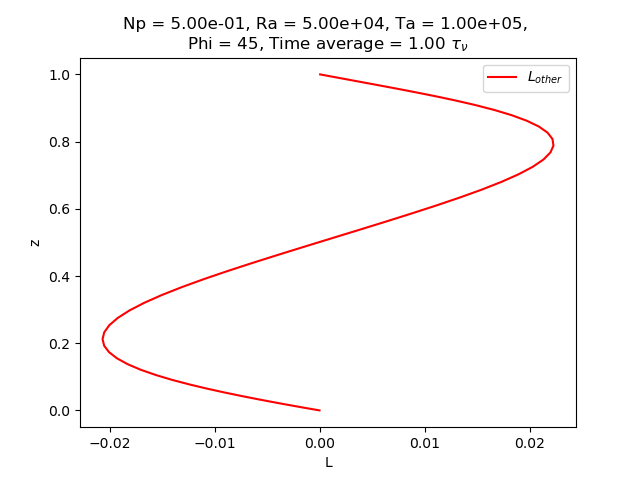 Np = 5.00e-01, Ra = 5.00e+04, Ta = 1.00e+05,
Phi = 45, Time average = 1.00 τᵥ
L_other
1.0
0.8
0.6
0.4
0.2
0.0
z
−0.02 −0.01 0.00 0.01 0.02
L